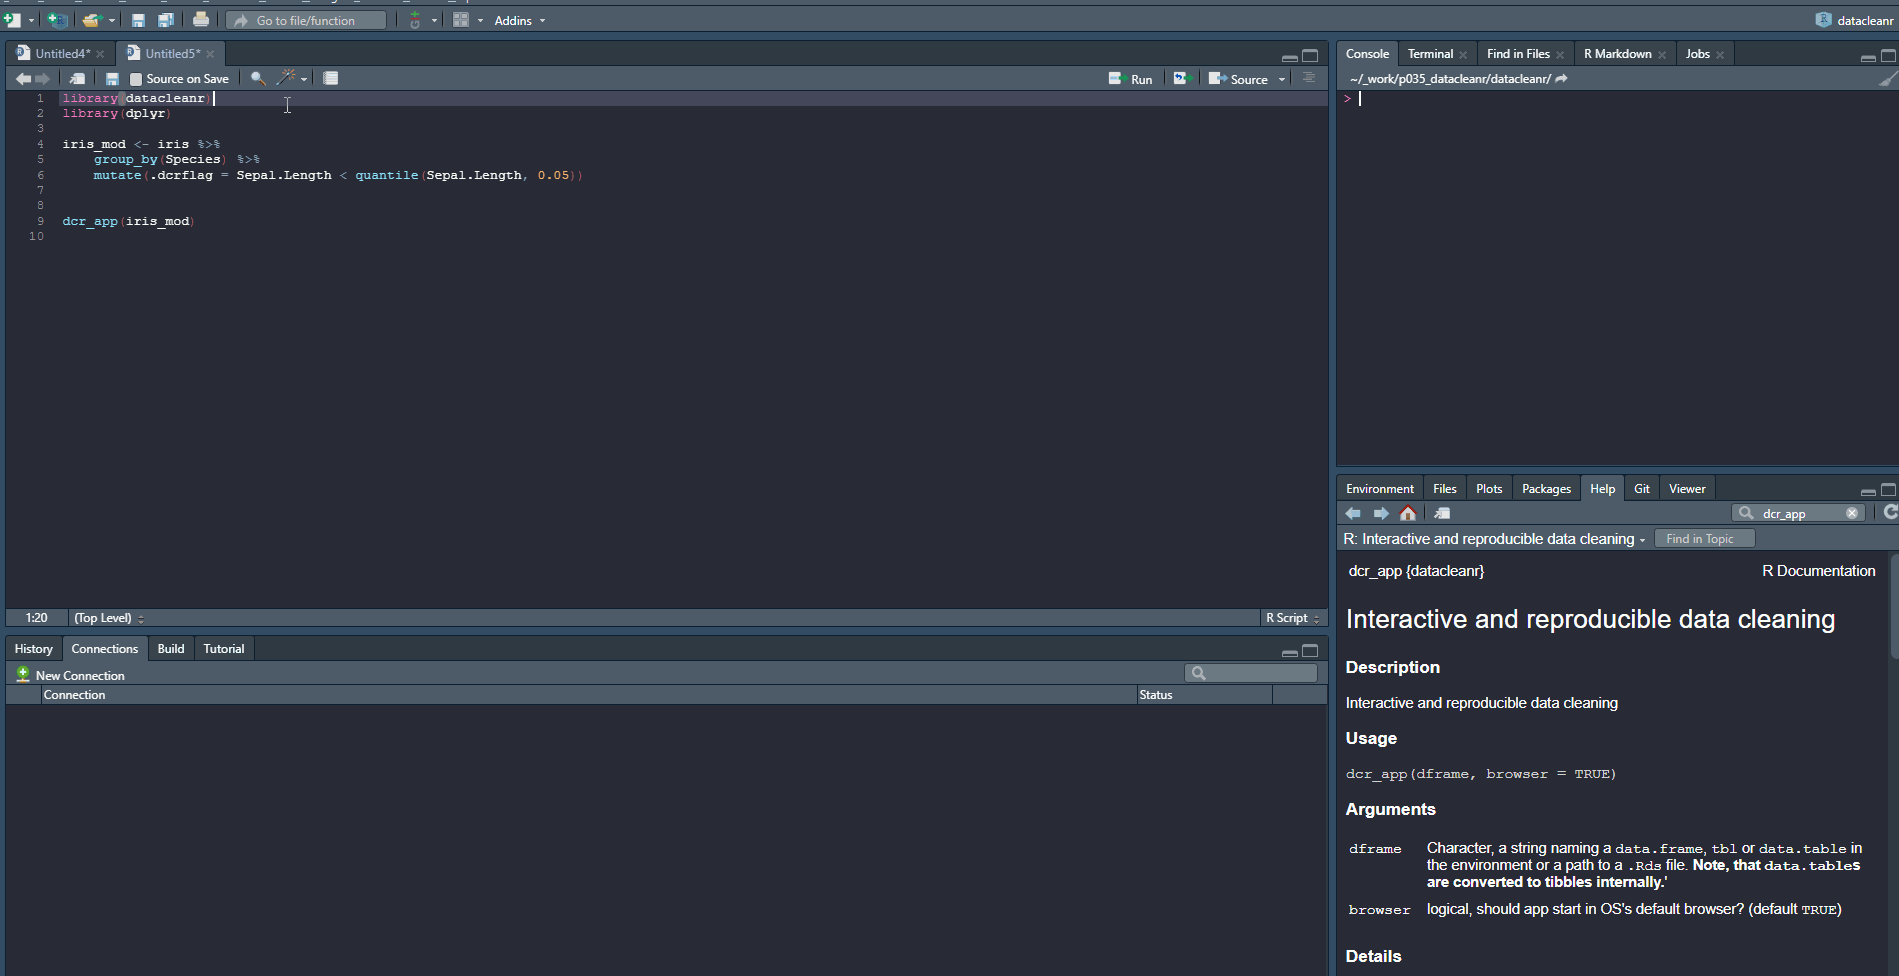 Go to file/function
Addins
datacleanr
Untitled4*
Untitled5*
Source on Save
Run
Source
1 library(datacleanr)
2 library(dplyr)
3
4 iris_mod <- iris %>%
5 group_by(Species) %>%
6 mutate(.dcrflag = Sepal.Length < quantile(Sepal.Length, 0.05))
7
8
9 dcr_app(iris_mod)
10
1:20 (Top Level) R Script
History Connections Build Tutorial
New Connection
Connection Status
Console Terminal Find in Files R Markdown Jobs
~/_work/p035_datacleanr/datacleanr/
>
Environment Files Plots Packages Help Git Viewer
dcr_app
R: Interactive and reproducible data cleaning Find in Topic
dcr_app {datacleanr} R Documentation
Interactive and reproducible data cleaning
Description
Interactive and reproducible data cleaning
Usage
dcr_app(dframe, browser = TRUE)
Arguments
dframe Character, a string naming a data.frame, tbl or data.table in
the environment or a path to a .Rds file. Note, that data.tables
are converted to tibbles internally.'
browser logical, should app start in OS's default browser? (default TRUE)
Details